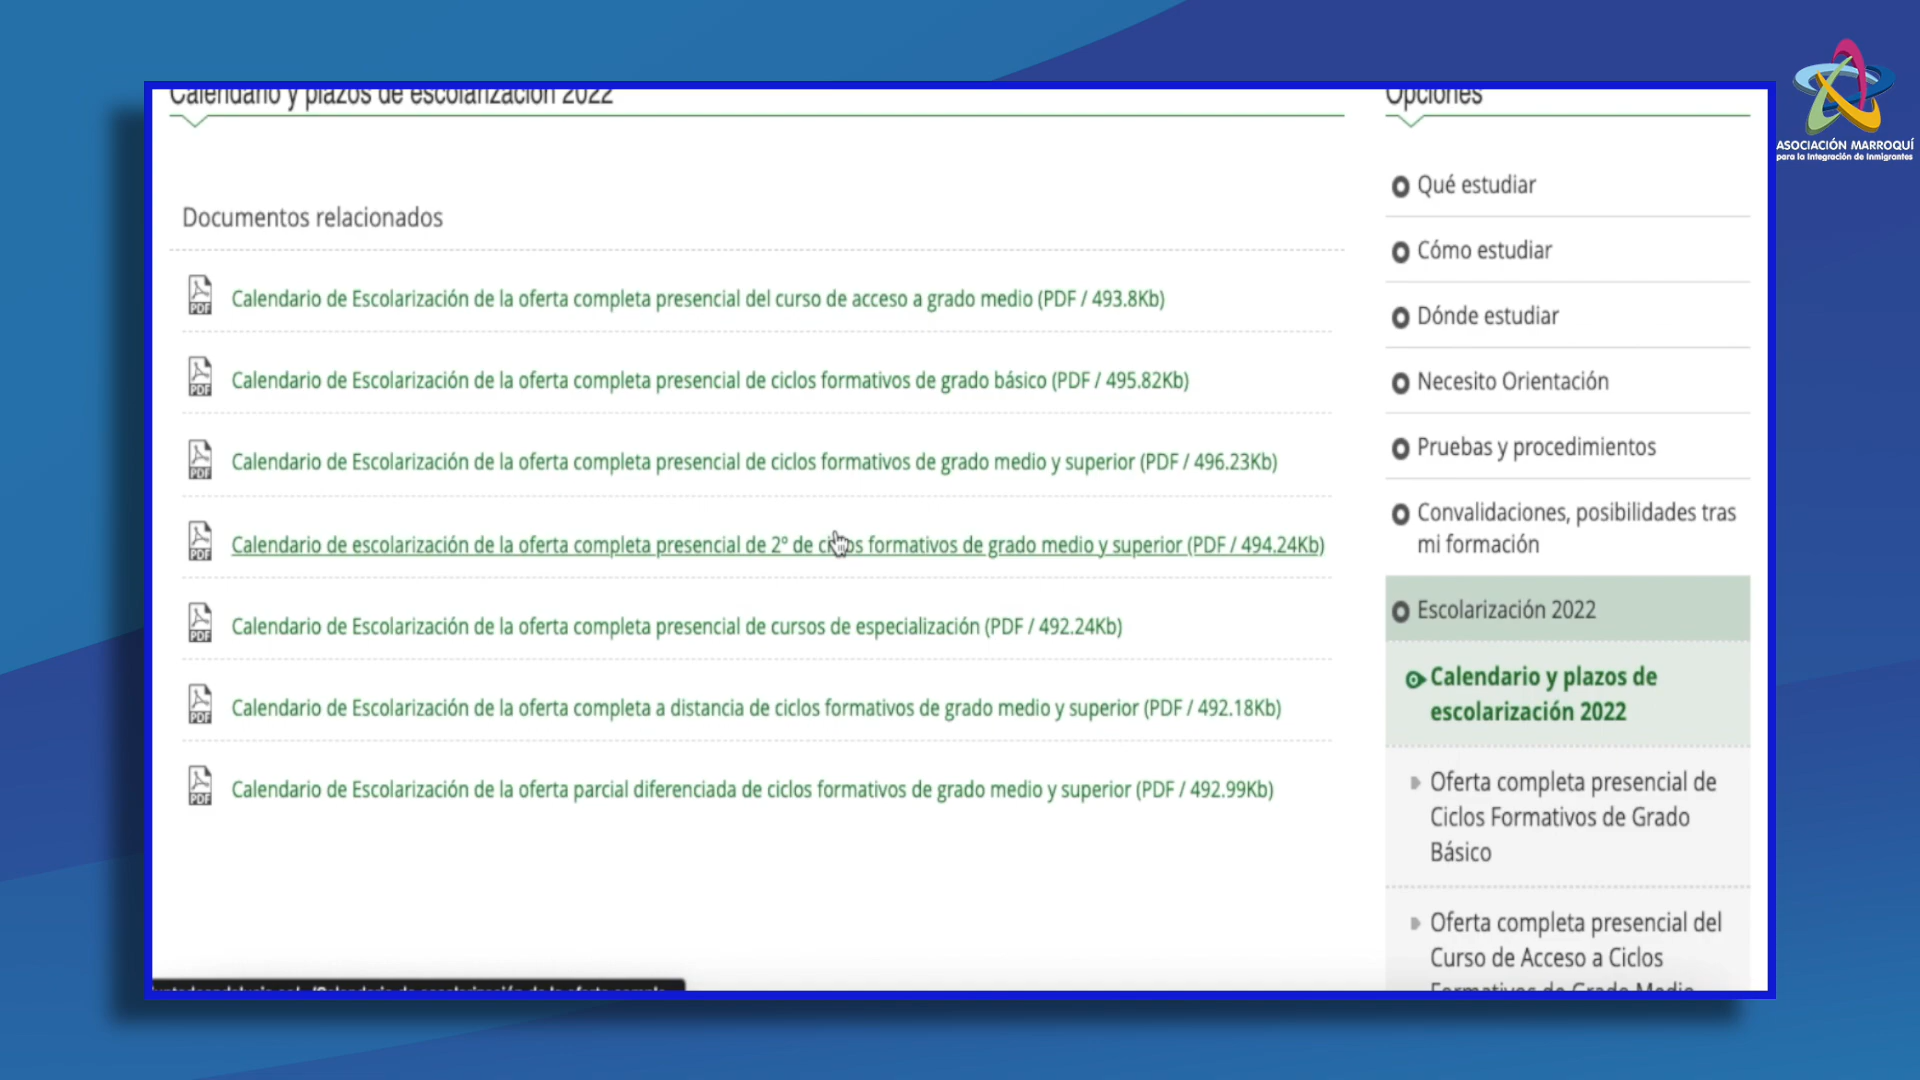 Calendario y plazos de escolarización 2022
Documentos relacionados
Calendario de Escolarización de la oferta completa presencial del curso de acceso a grado medio (PDF / 493.8Kb)
Calendario de Escolarización de la oferta completa presencial de ciclos formativos de grado básico (PDF / 495.82Kb)
Calendario de Escolarización de la oferta completa presencial de ciclos formativos de grado medio y superior (PDF / 496.23Kb)
Calendario de escolarización de la oferta completa presencial de 2º de ciclos formativos de grado medio y superior (PDF / 494.24Kb)
Calendario de Escolarización de la oferta completa presencial de cursos de especialización (PDF / 492.24Kb)
Calendario de Escolarización de la oferta completa a distancia de ciclos formativos de grado medio y superior (PDF / 492.18Kb)
Calendario de Escolarización de la oferta parcial diferenciada de ciclos formativos de grado medio y superior (PDF / 492.99Kb)
Opciones
Qué estudiar
Cómo estudiar
Dónde estudiar
Necesito Orientación
Pruebas y procedimientos
Convalidaciones, posibilidades tras
mi formación
Escolarización 2022
Calendario y plazos de
escolarización 2022
Oferta completa presencial de
Ciclos Formativos de Grado
Básico
Oferta completa presencial del
Curso de Acceso a Ciclos
Formativos de Grado Medio
ASOCIACIÓN MARROQUÍ
para la Integración de Inmigrantes